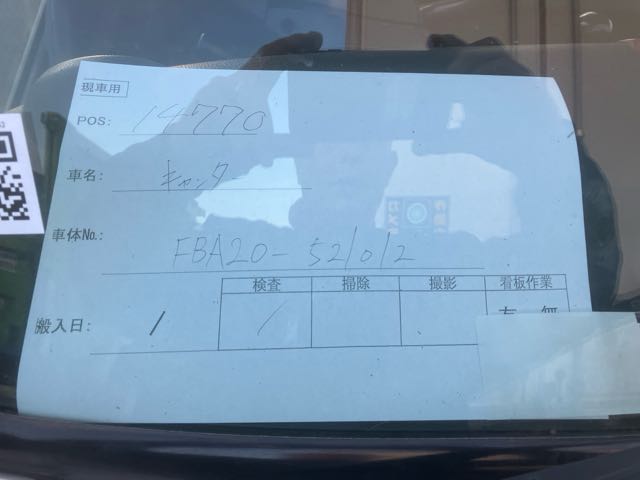 現車用
POS: 14770
車名: キャンター
車体No.: FBA20-521012
検査 掃除 撮影 看板作業
搬入日: / / 有 無